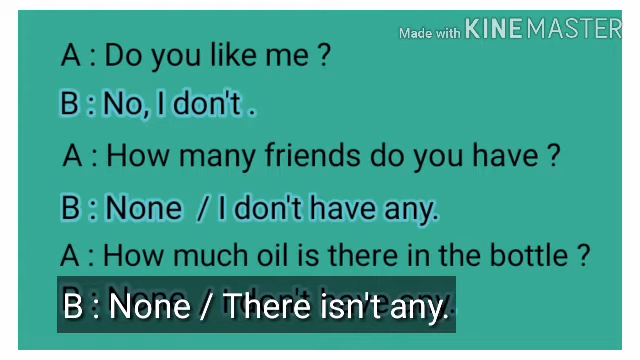 Made with KINEMASTER
A : Do you like me ?
B : No, I don't .
A : How many friends do you have ?
B : None / I don't have any.
A : How much oil is there in the bottle ?
B : None / There isn't any.